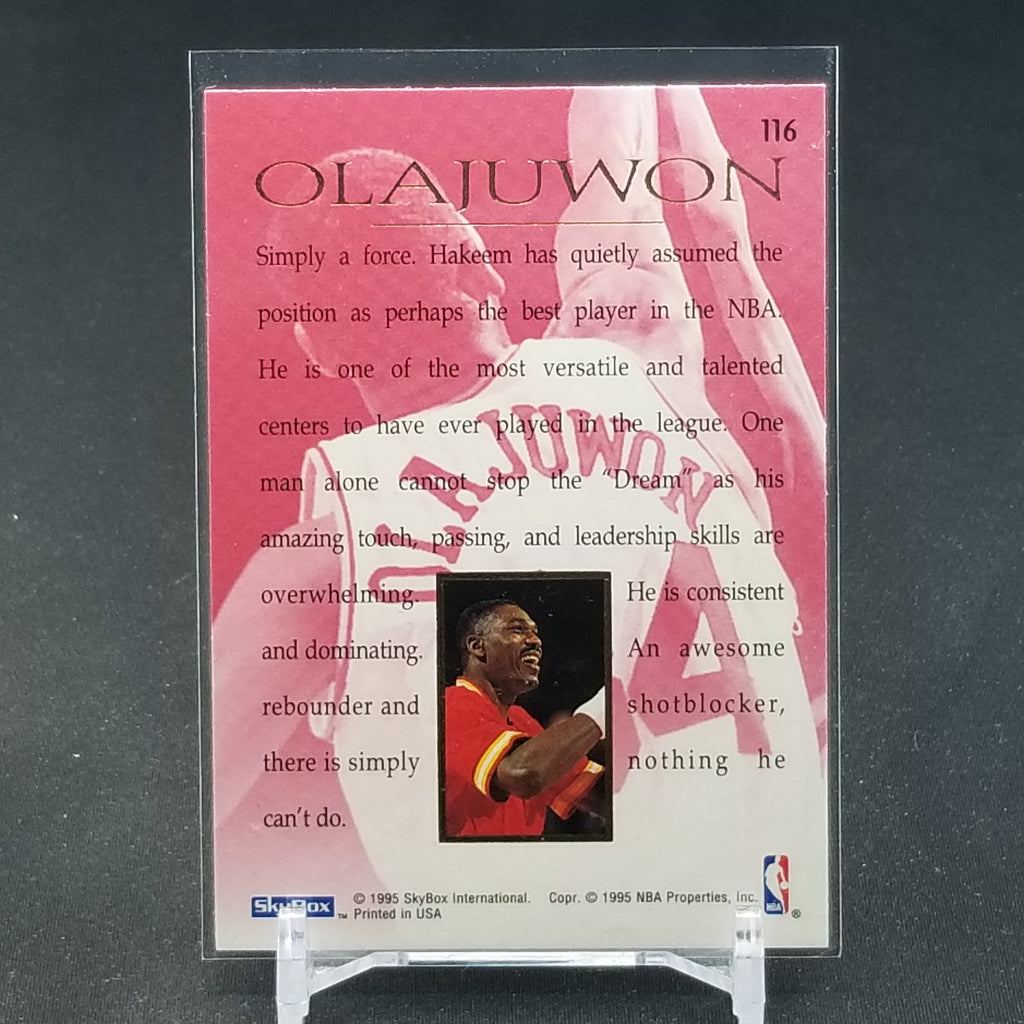 116
OLAJUWON
Simply a force. Hakeem has quietly assumed the
position as perhaps the best player in the NBA.
He is one of the most versatile and talented
centers to have ever played in the league. One
man alone cannot stop the "Dream" as his
amazing touch, passing, and leadership skills are
overwhelming. He is consistent
and dominating. An awesome
rebounder and shotblocker,
there is simply nothing he
can't do.
OLAJUWON
4
SkyBox ™ © 1995 SkyBox International. Copr. © 1995 NBA Properties, Inc.
Printed in USA
NBA ®